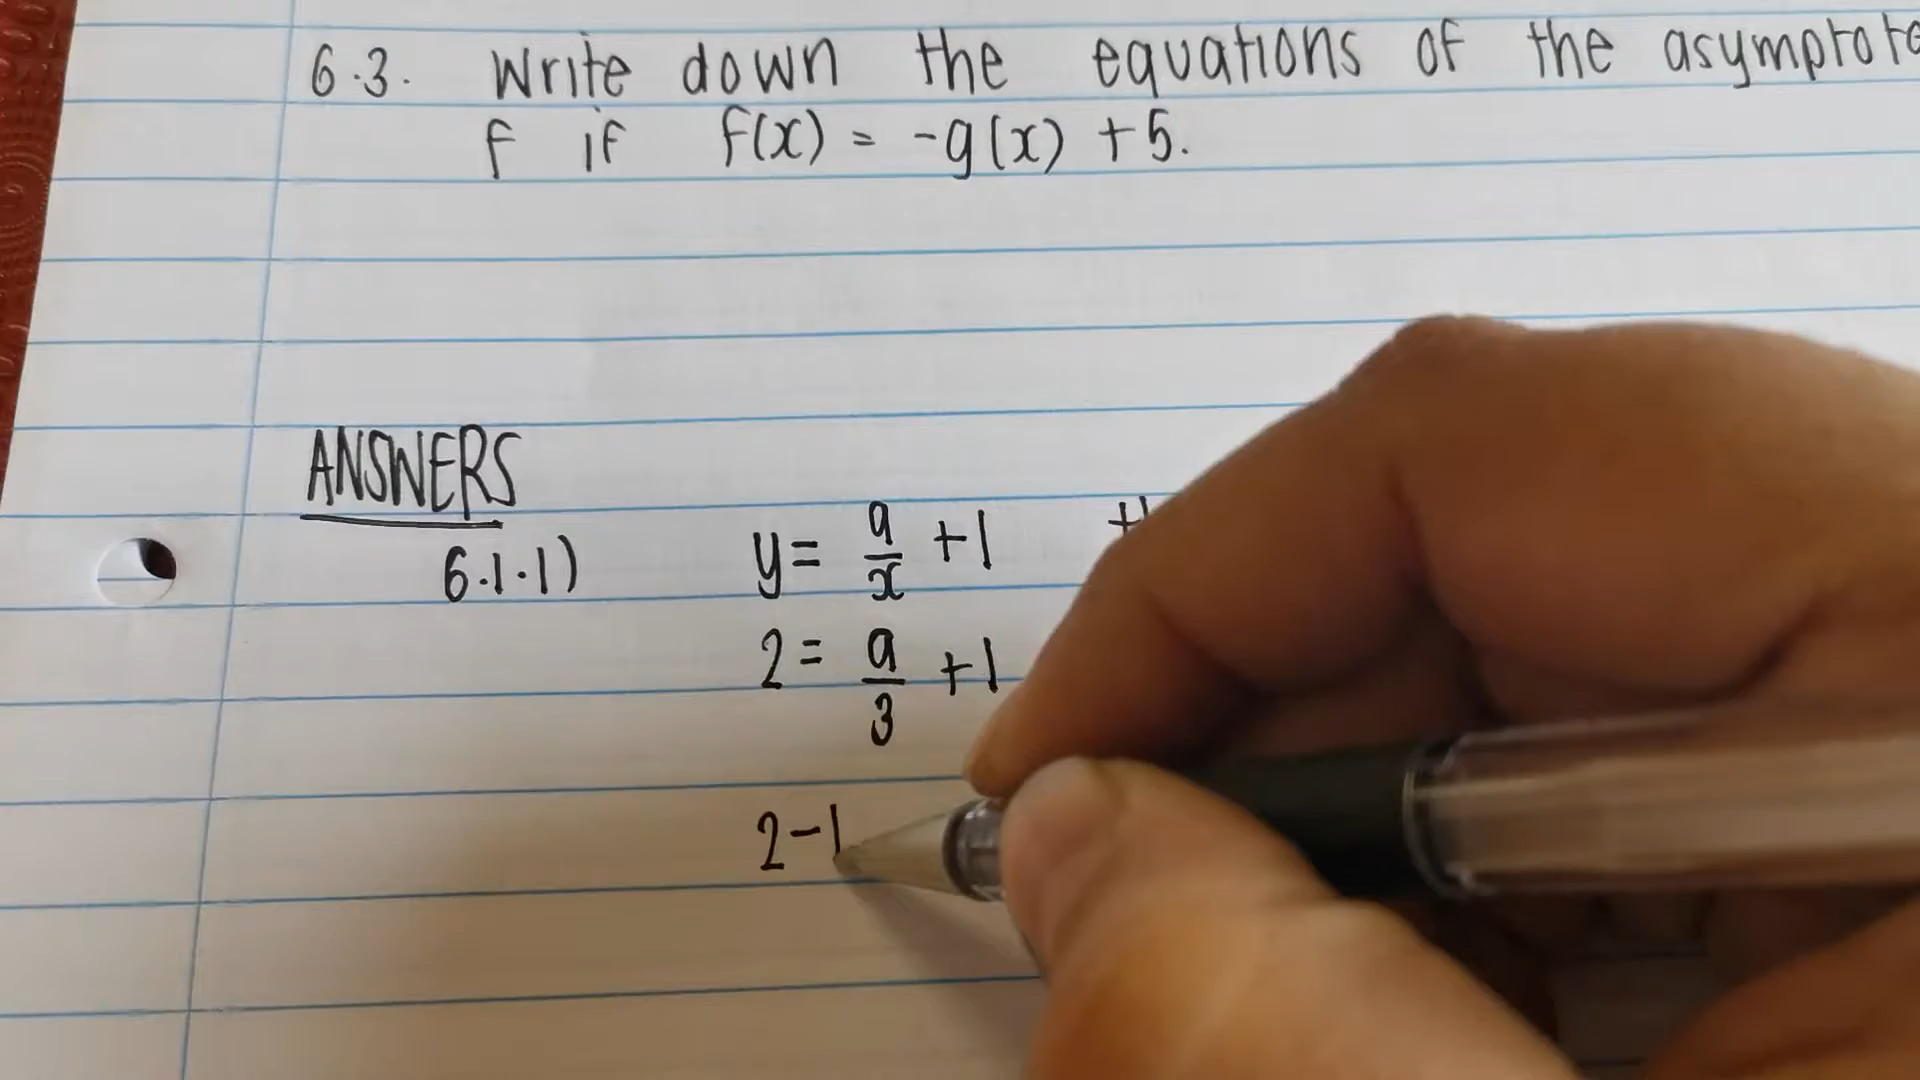 6.3. Write down the equations of the
f if f(x) = -g(x) + 5.
ANSWERS
6.1.1) y = a/x + 1
2 = a/3 + 1
2 - 1